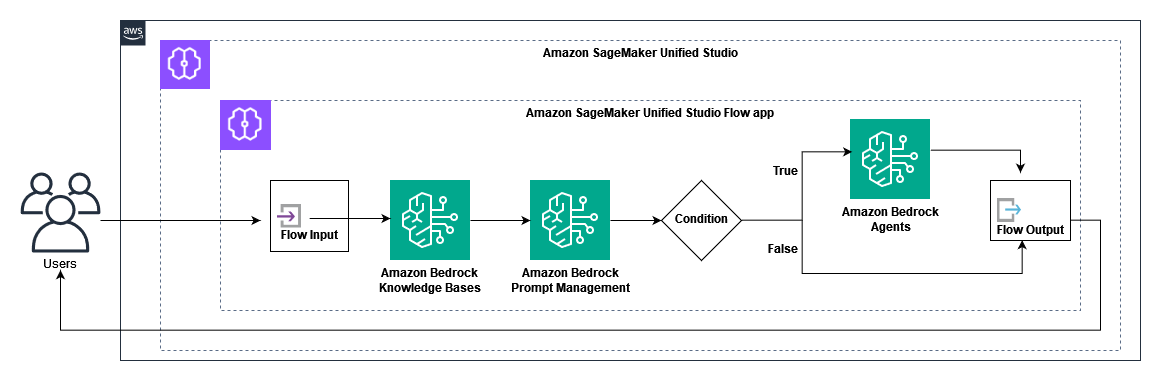 aws
Amazon SageMaker Unified Studio
Amazon SageMaker Unified Studio Flow app
Users
Flow Input
Amazon Bedrock
Knowledge Bases
Amazon Bedrock
Prompt Management
Condition
True
False
Amazon Bedrock
Agents
Flow Output